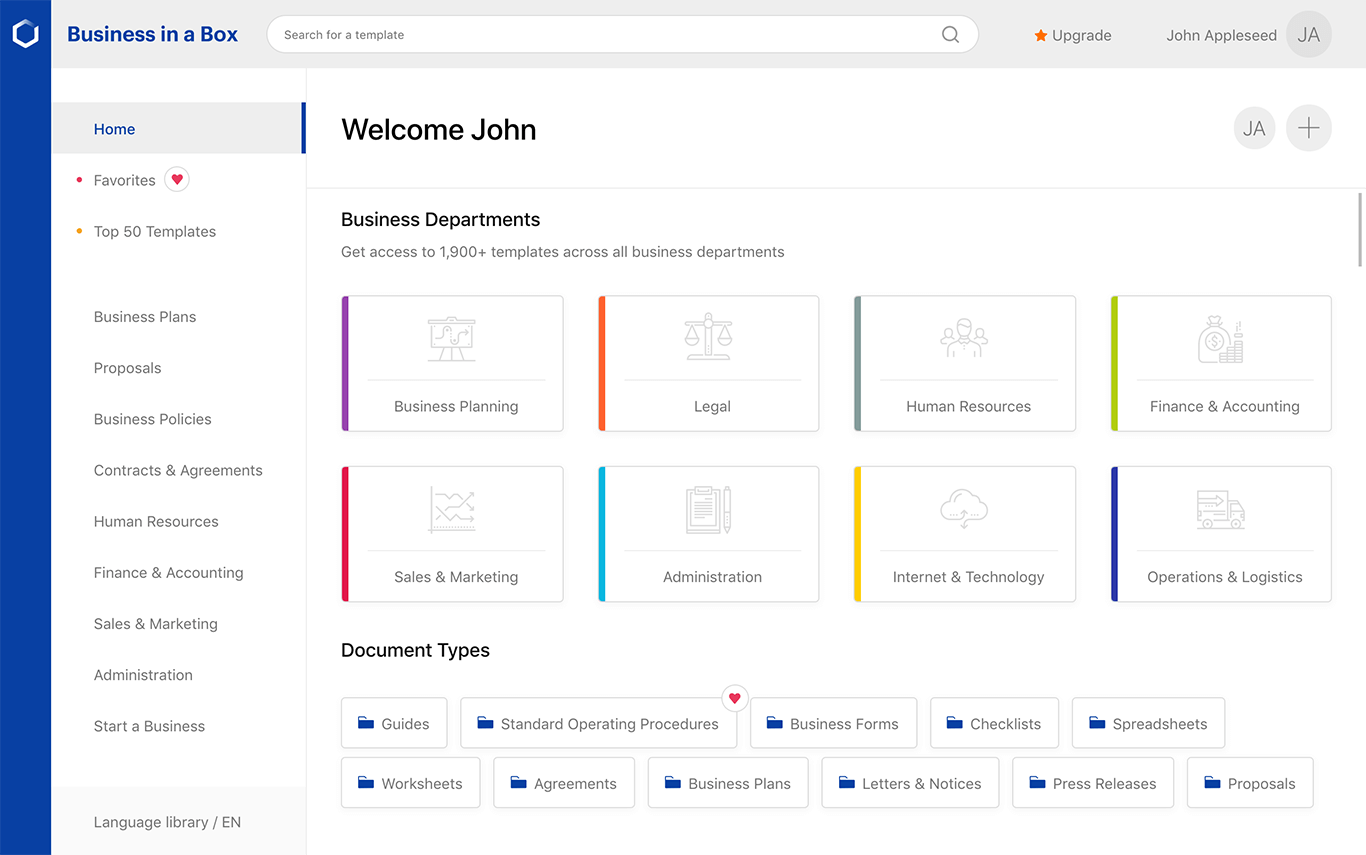 Business in a Box
Search for a template
Upgrade
John Appleseed
JA
Home
Favorites
Top 50 Templates
Business Plans
Proposals
Business Policies
Contracts & Agreements
Human Resources
Finance & Accounting
Sales & Marketing
Administration
Start a Business
Language library / EN
Welcome John
JA
Business Departments
Get access to 1,900+ templates across all business departments
Business Planning
Legal
Human Resources
Finance & Accounting
Sales & Marketing
Administration
Internet & Technology
Operations & Logistics
Document Types
Guides
Standard Operating Procedures
Business Forms
Checklists
Spreadsheets
Worksheets
Agreements
Business Plans
Letters & Notices
Press Releases
Proposals